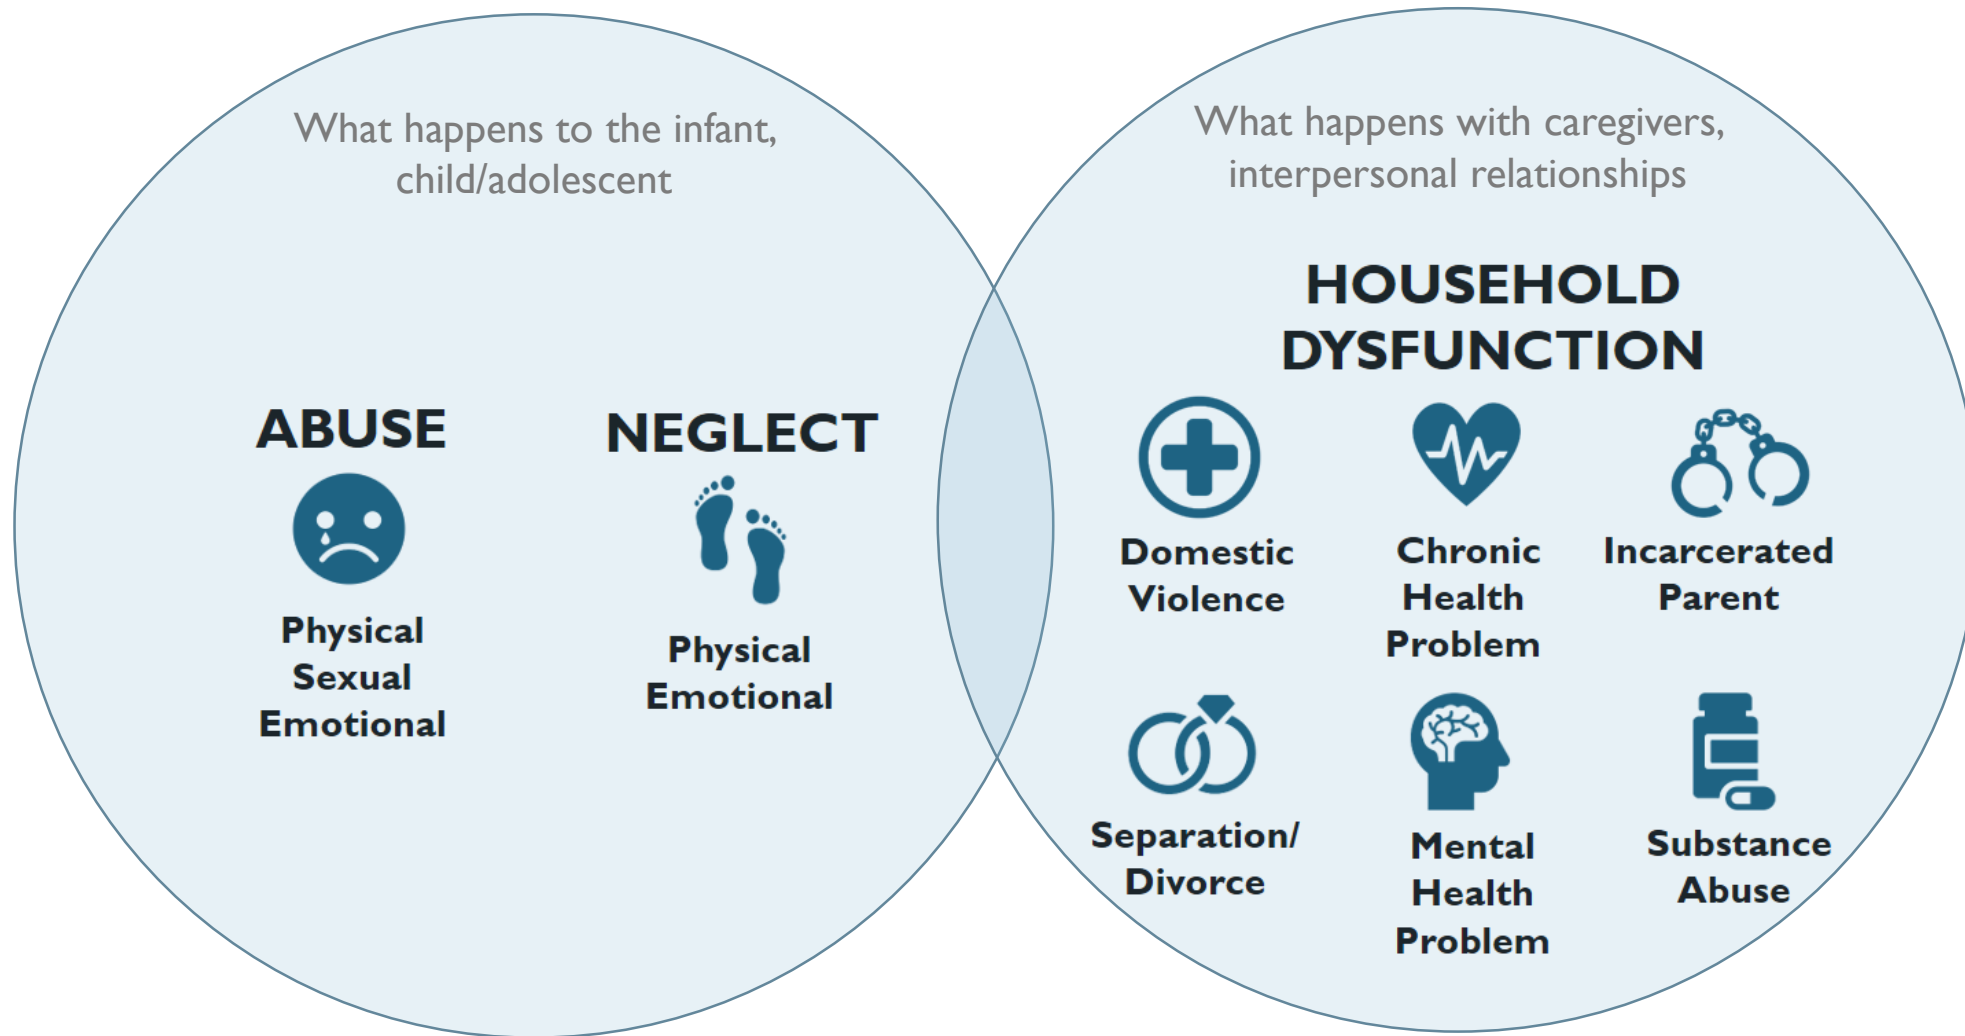 What happens to the infant,
child/adolescent
ABUSE
Physical
Sexual
Emotional
NEGLECT
Physical
Emotional
What happens with caregivers,
interpersonal relationships
HOUSEHOLD
DYSFUNCTION
Domestic
Violence
Chronic
Health
Problem
Incarcerated
Parent
Separation/
Divorce
Mental
Health
Problem
Substance
Abuse